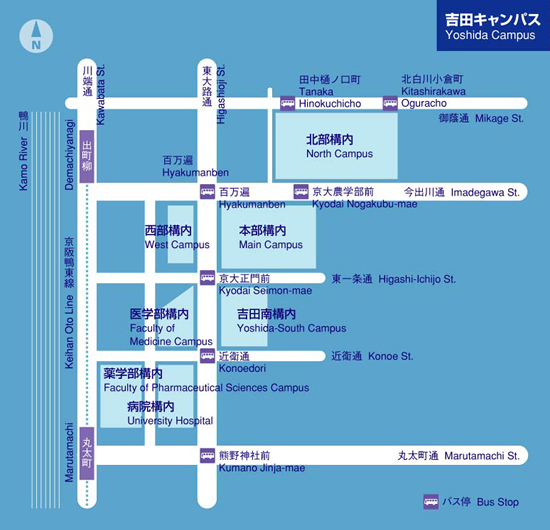 吉田キャンパス
Yoshida Campus
N
川端通
Kawabata St.
東大路通
Higashioji St.
田中樋ノ口町
Tanaka
Hinokuchicho
北白川小倉町
Kitashirakawa
Oguracho
御蔭通 Mikage St.
鴨川
Kamo River
出町柳
Demachiyanagi
北部構内
North Campus
百万遍
Hyakumanben
百万遍
Hyakumanben
京大農学部前
Kyodai Nogakubu-mae
今出川通 Imadegawa St.
西部構内
West Campus
本部構内
Main Campus
京阪鴨東線
Keihan Oto Line
京大正門前
Kyodai Seimon-mae
東一条通 Higashi-Ichijo St.
医学部構内
Faculty of
Medicine Campus
吉田南構内
Yoshida-South Campus
近衛通
Konoedori
近衛通 Konoe St.
薬学部構内
Faculty of Pharmaceutical Sciences Campus
病院構内
University Hospital
丸太町
Marutamachi
熊野神社前
Kumano Jinja-mae
丸太町通 Marutamachi St.
バス停 Bus Stop